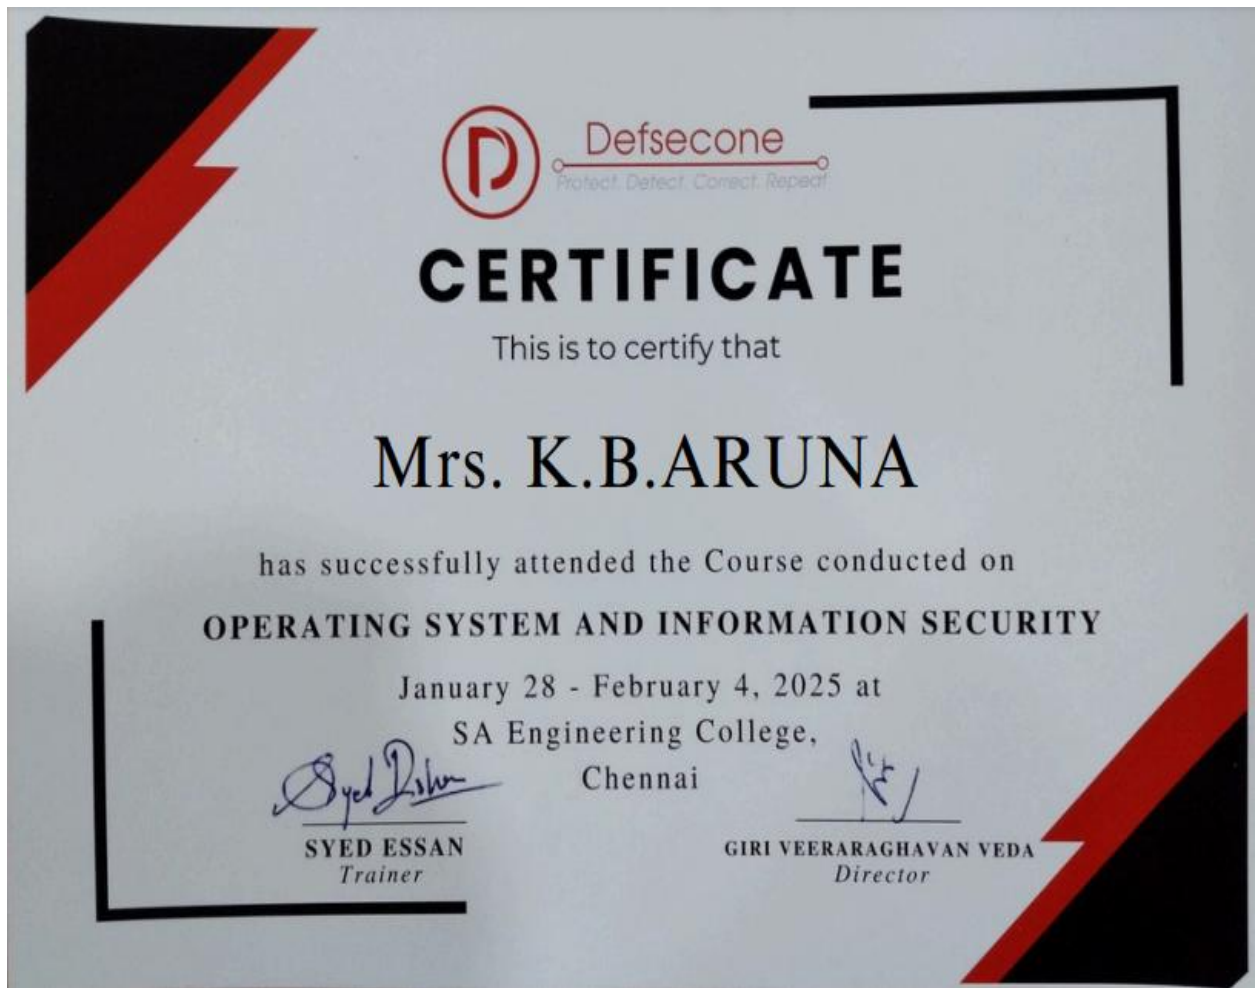 Defsecone
Protect. Detect. Correct. Repeat
CERTIFICATE
This is to certify that
Mrs. K.B.ARUNA
has successfully attended the Course conducted on
OPERATING SYSTEM AND INFORMATION SECURITY
January 28 - February 4, 2025 at
SA Engineering College,
Chennai
SYED ESSAN
Trainer
GIRI VEERARAGHAVAN VEDA
Director